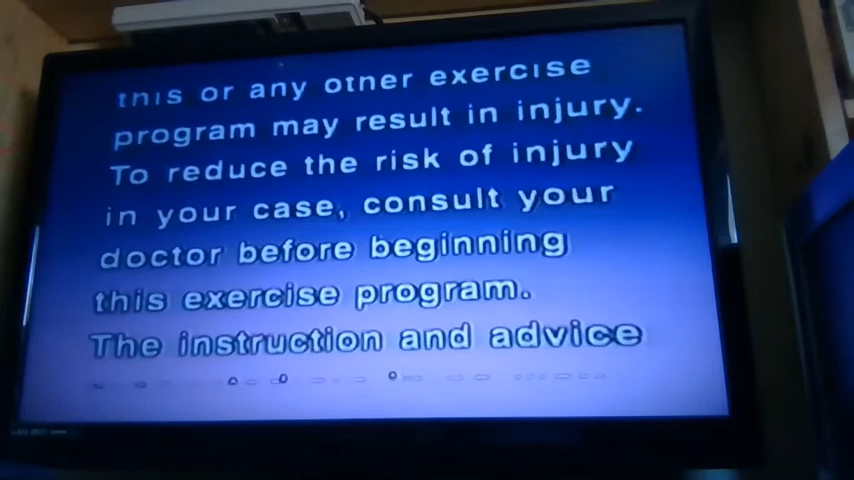 this or any other exercise
program may result in injury.
To reduce the risk of injury
in your case, consult your
doctor before beginning
this exercise program.
The instruction and advice